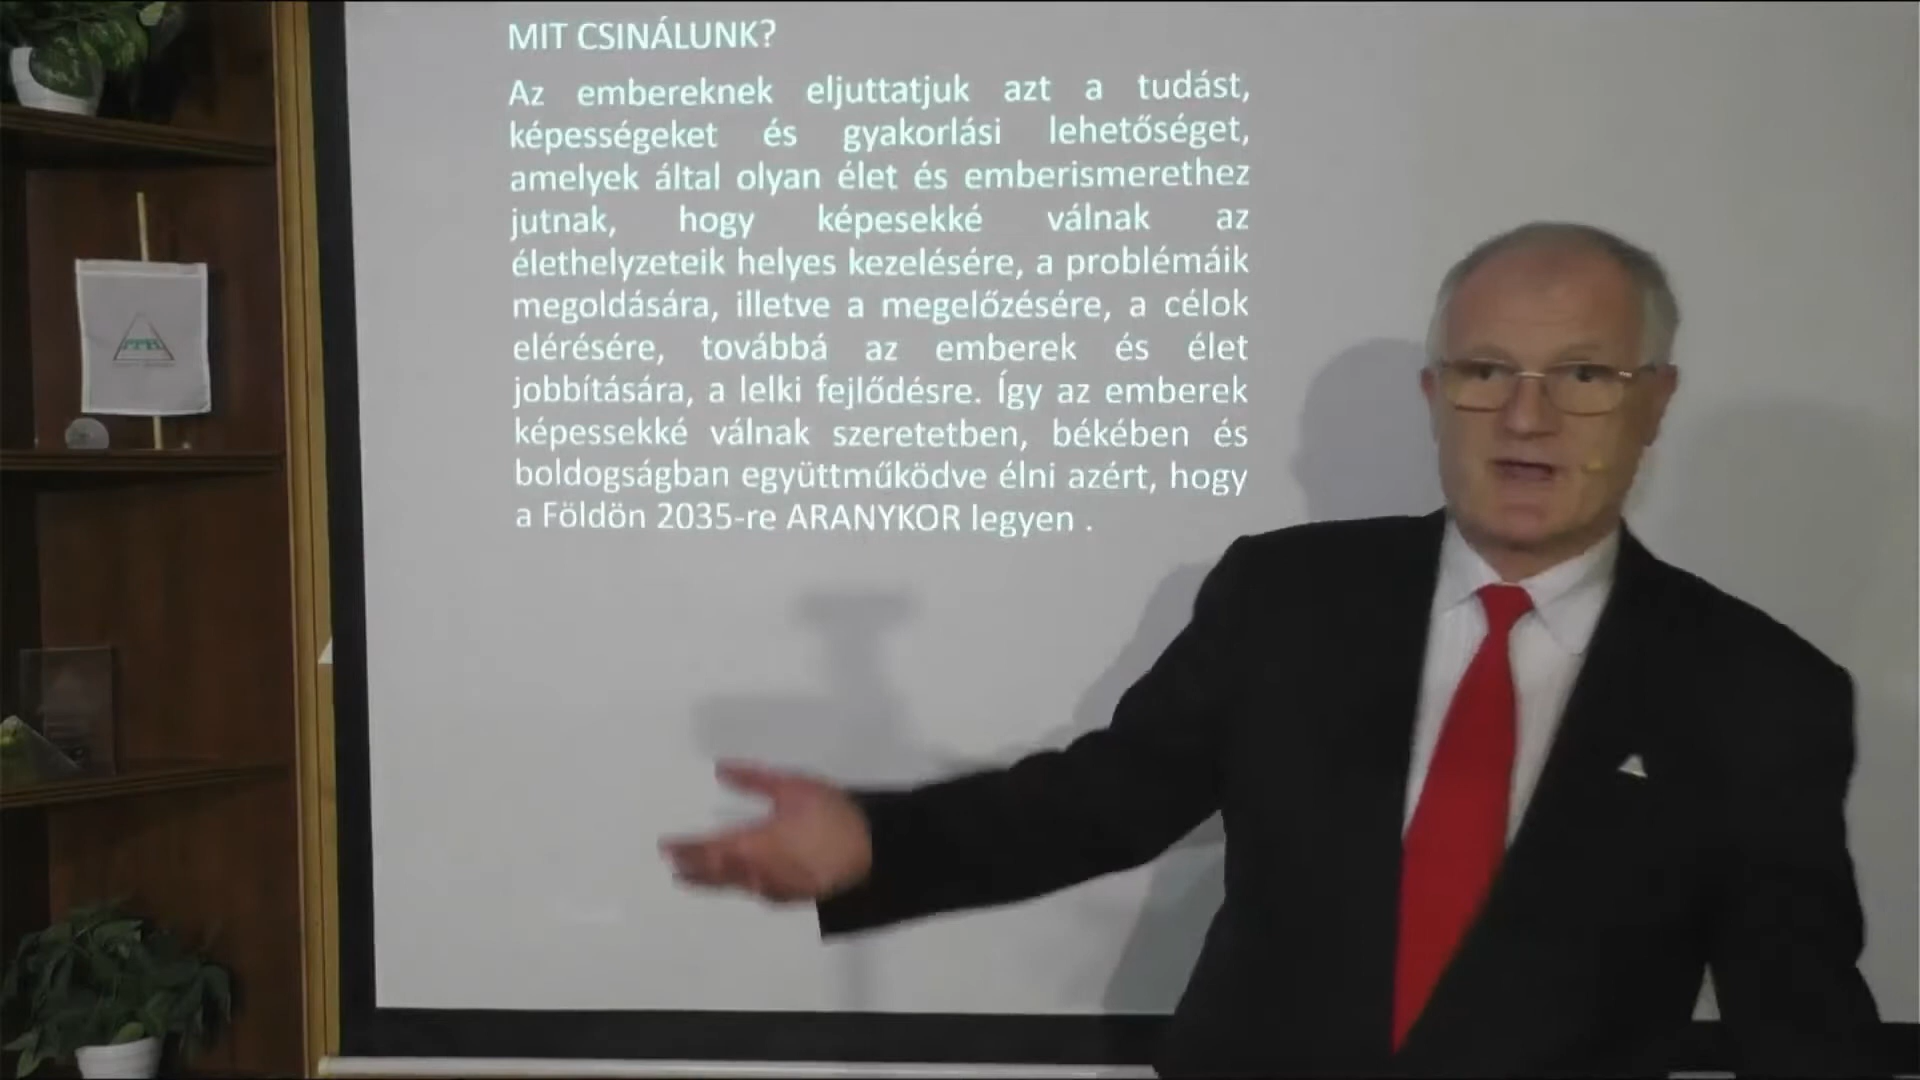 MIT CSINÁLUNK?
Az embereknek eljuttatjuk azt a tudást,
képességeket és gyakorlási lehetőséget,
amelyek által olyan élet és emberismerethez
jutnak, hogy képesekké válnak az
élethelyzeteik helyes kezelésére, a problémáik
megoldására, illetve a megelőzésére, a célok
elérésére, továbbá az emberek és élet
jobbítására, a lelki fejlődésre. Így az emberek
képessekké válnak szeretetben, békében és
boldogságban együttműködve élni azért, hogy
a Földön 2035-re ARANYKOR legyen .